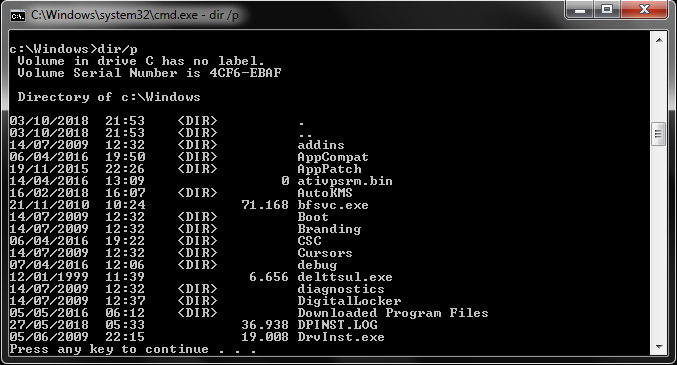 C:\Windows\system32\cmd.exe - dir /p
c:\Windows>dir/p
Volume in drive C has no label.
Volume Serial Number is 4CF6-EBAF
Directory of c:\Windows
03/10/2018  21:53    <DIR>          .
03/10/2018  21:53    <DIR>          ..
14/07/2009  12:32    <DIR>          addins
06/04/2016  19:50    <DIR>          AppCompat
19/11/2015  22:26    <DIR>          AppPatch
14/04/2016  13:09                 0 ativpsrm.bin
16/02/2018  16:07    <DIR>          AutoKMS
21/11/2010  10:24            71.168 bfsvc.exe
14/07/2009  12:32    <DIR>          Boot
14/07/2009  12:32    <DIR>          Branding
06/04/2016  19:22    <DIR>          CSC
14/07/2009  12:32    <DIR>          Cursors
07/04/2016  12:06    <DIR>          debug
12/01/1999  11:39             6.656 delttsul.exe
14/07/2009  12:32    <DIR>          diagnostics
14/07/2009  12:37    <DIR>          DigitalLocker
05/05/2016  06:12    <DIR>          Downloaded Program Files
27/05/2018  05:33            36.938 DPINST.LOG
05/06/2009  22:15            19.008 DrvInst.exe
Press any key to continue . . .